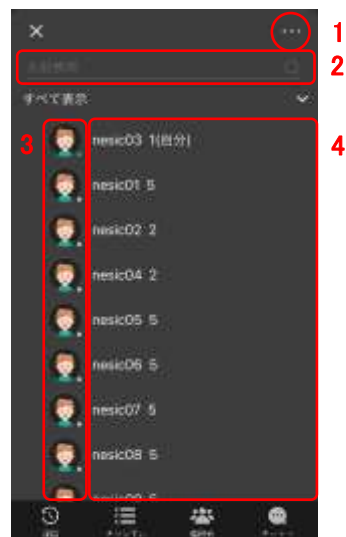 ×
… 1
2
すべて表示
3
nesic03 1(自分)
4
nesic01 5
nesic02 2
nesic04 2
nesic05 5
nesic06 5
nesic07 5
nesic08 5